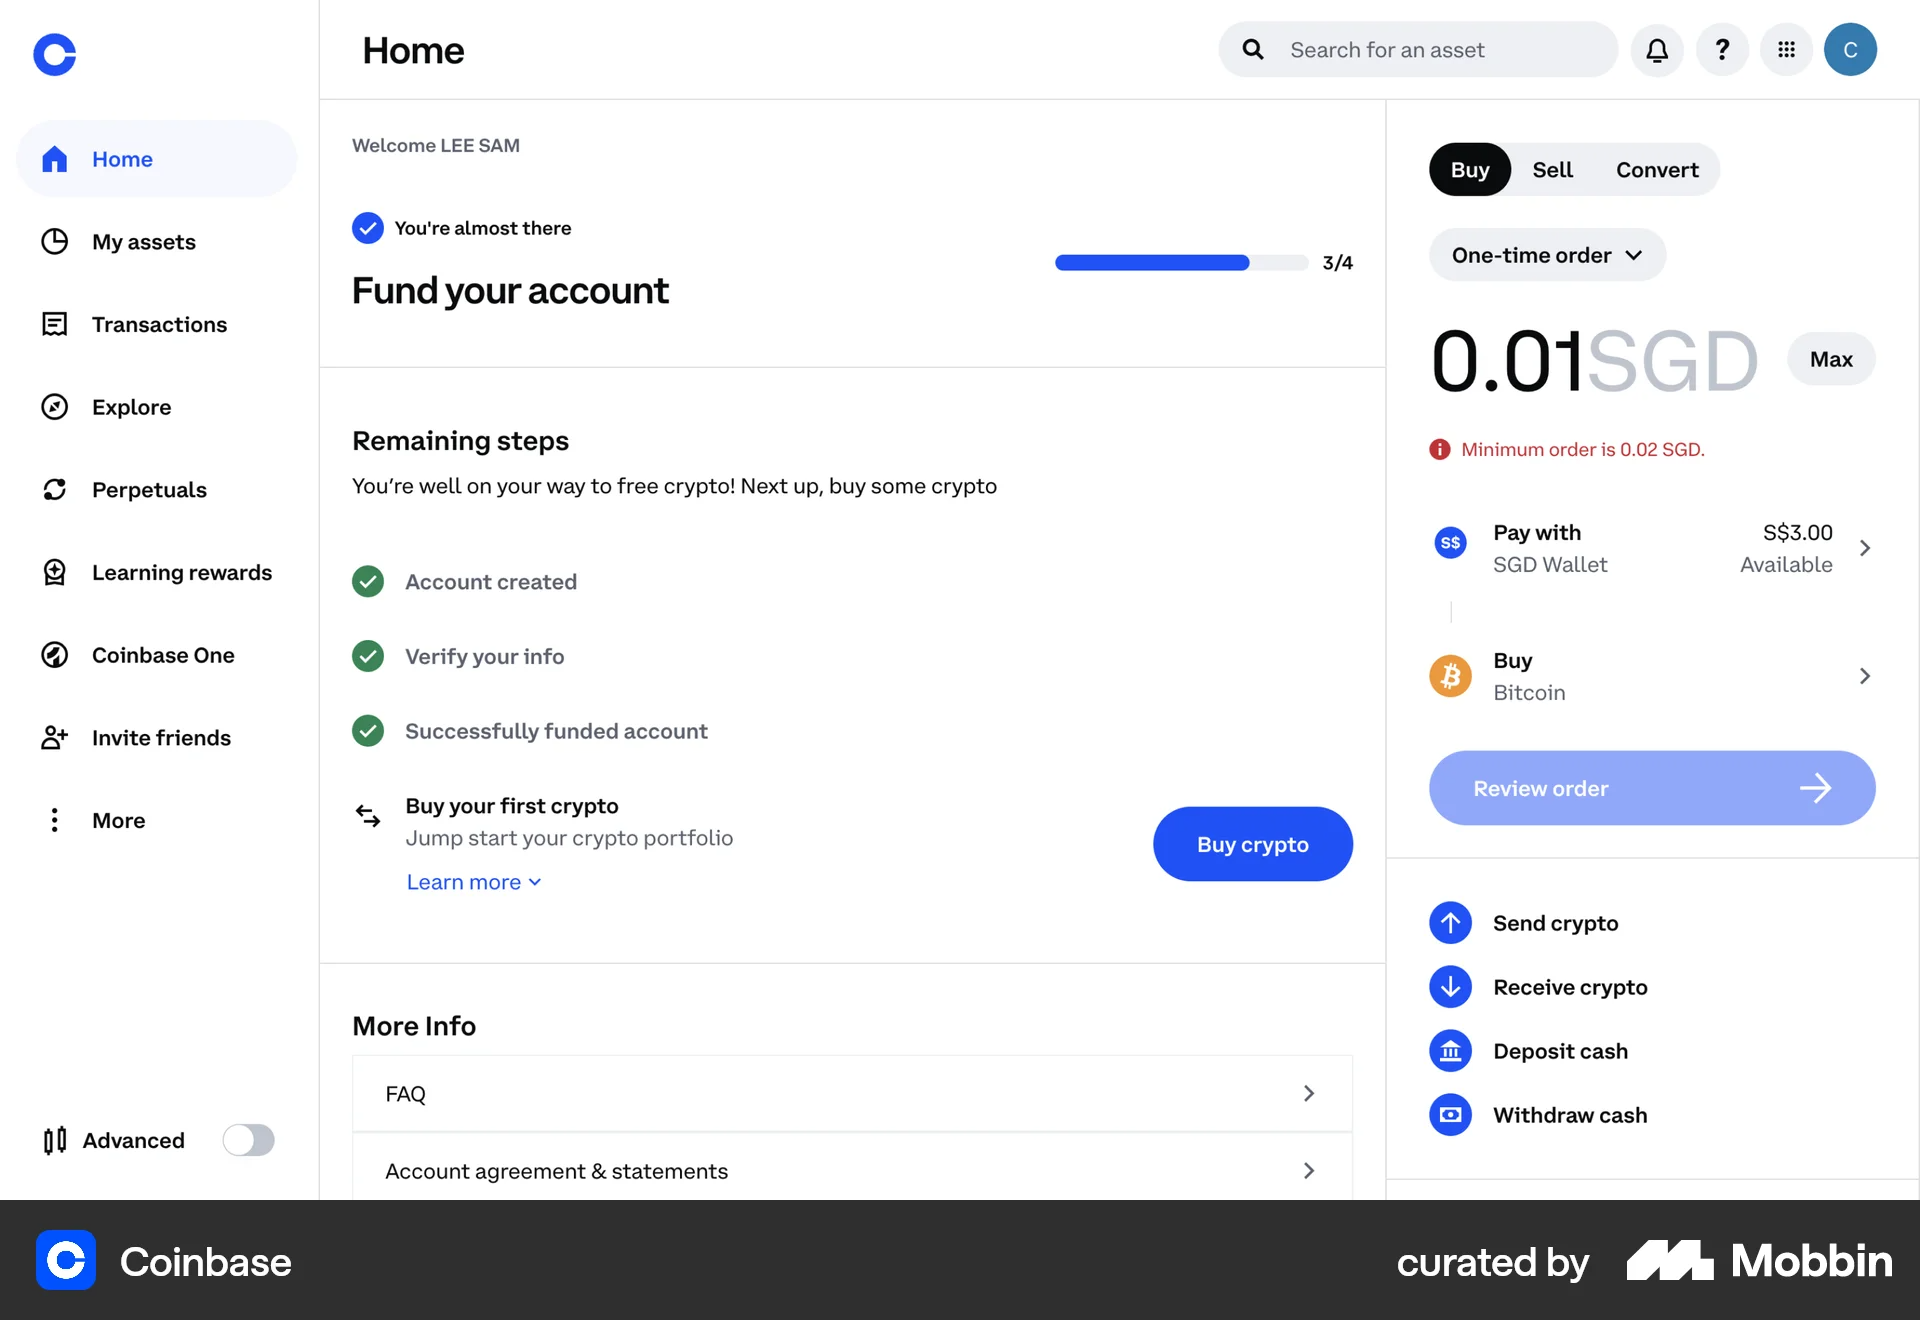 Home
Search for an asset
?
C
Home
My assets
Transactions
Explore
Perpetuals
Learning rewards
Coinbase One
Invite friends
More
Advanced
Welcome LEE SAM
You're almost there
Fund your account
3/4
Remaining steps
You’re well on your way to free crypto! Next up, buy some crypto
Account created
Verify your info
Successfully funded account
Buy your first crypto
Jump start your crypto portfolio
Learn more
Buy crypto
More Info
FAQ
Account agreement & statements
Buy Sell Convert
One-time order
0.01SGD
Max
Minimum order is 0.02 SGD.
S$
Pay with S$3.00
SGD Wallet Available
Buy
Bitcoin
Review order
Send crypto
Receive crypto
Deposit cash
Withdraw cash
Coinbase
curated by Mobbin